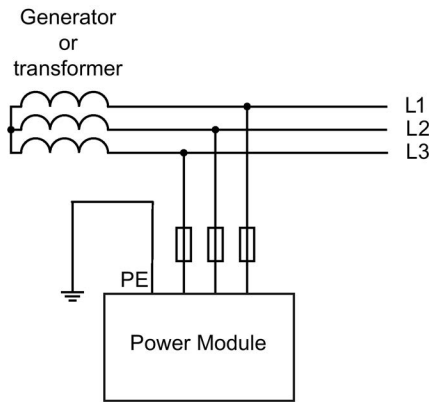 Generator
or
transformer
L1
L2
L3
PE
Power Module